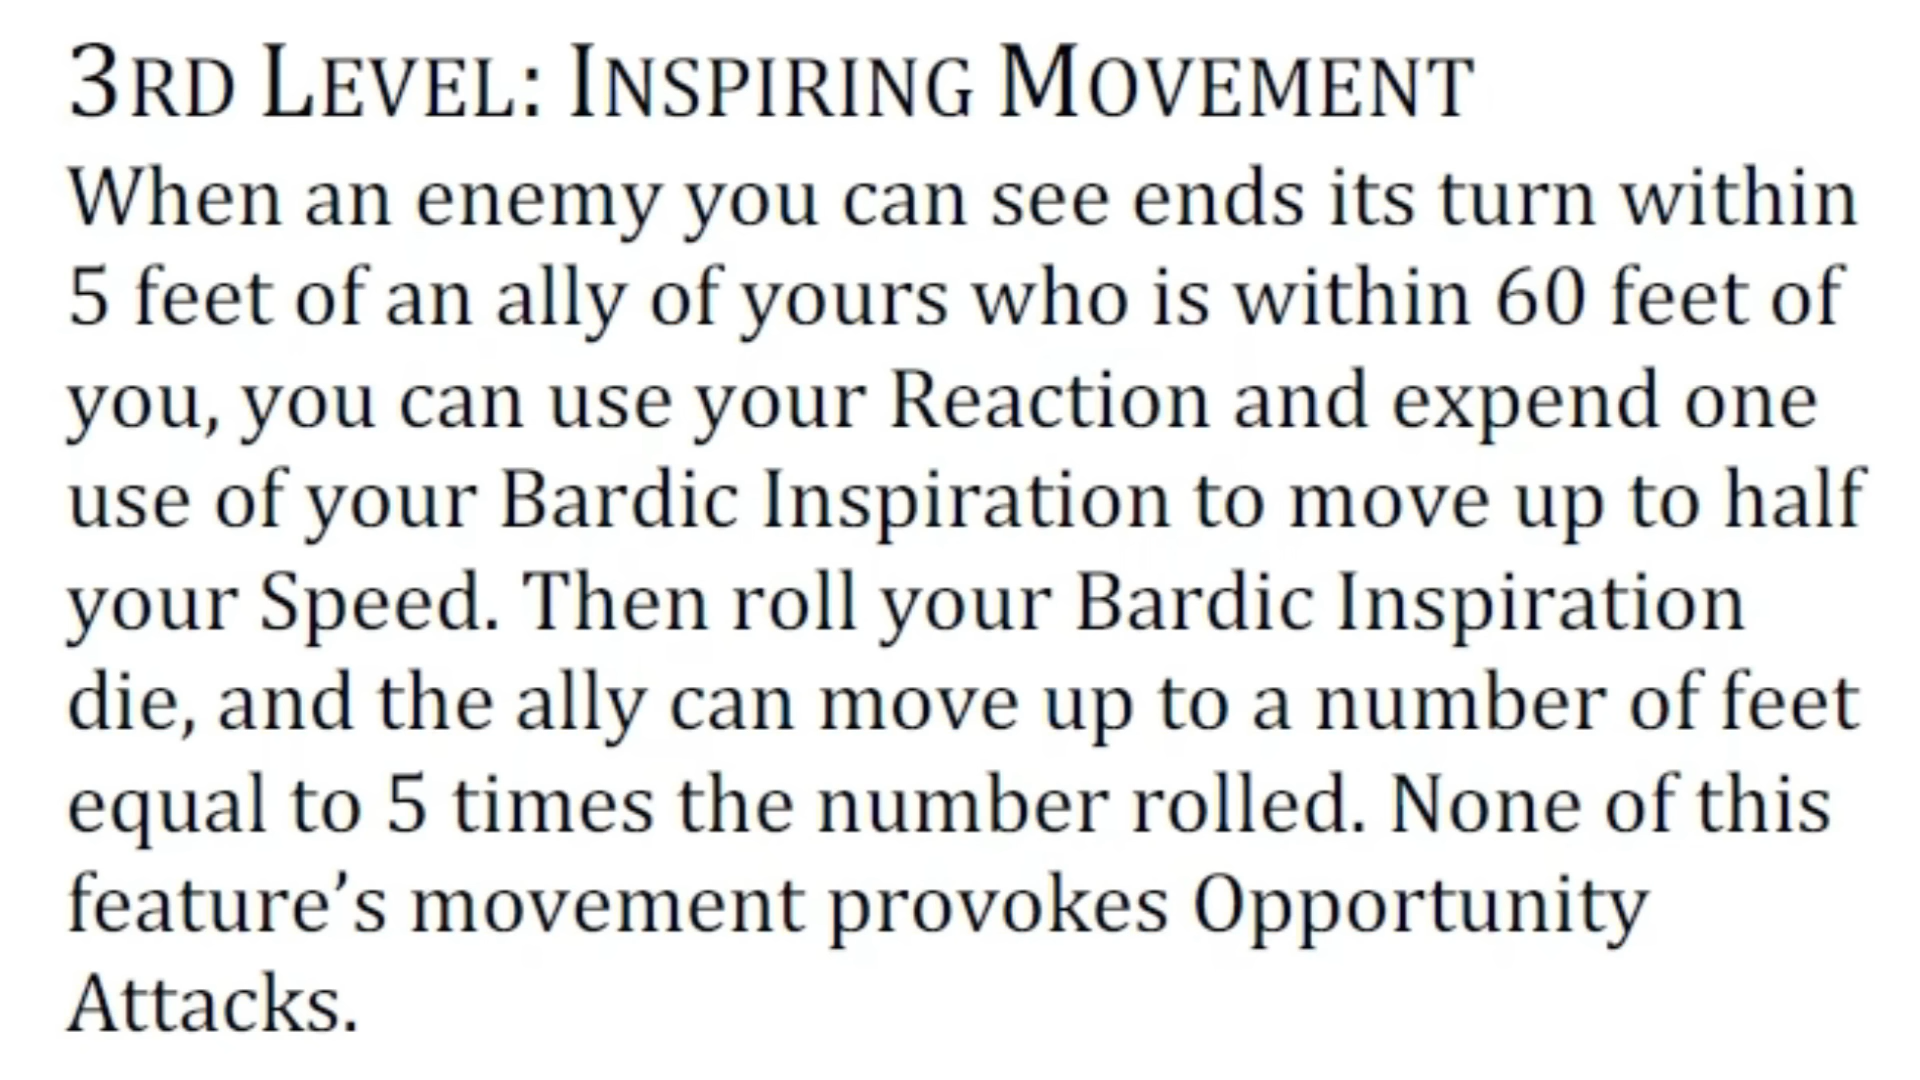 3RD LEVEL: INSPIRING MOVEMENT
When an enemy you can see ends its turn within
5 feet of an ally of yours who is within 60 feet of
you, you can use your Reaction and expend one
use of your Bardic Inspiration to move up to half
your Speed. Then roll your Bardic Inspiration
die, and the ally can move up to a number of feet
equal to 5 times the number rolled. None of this
feature’s movement provokes Opportunity
Attacks.